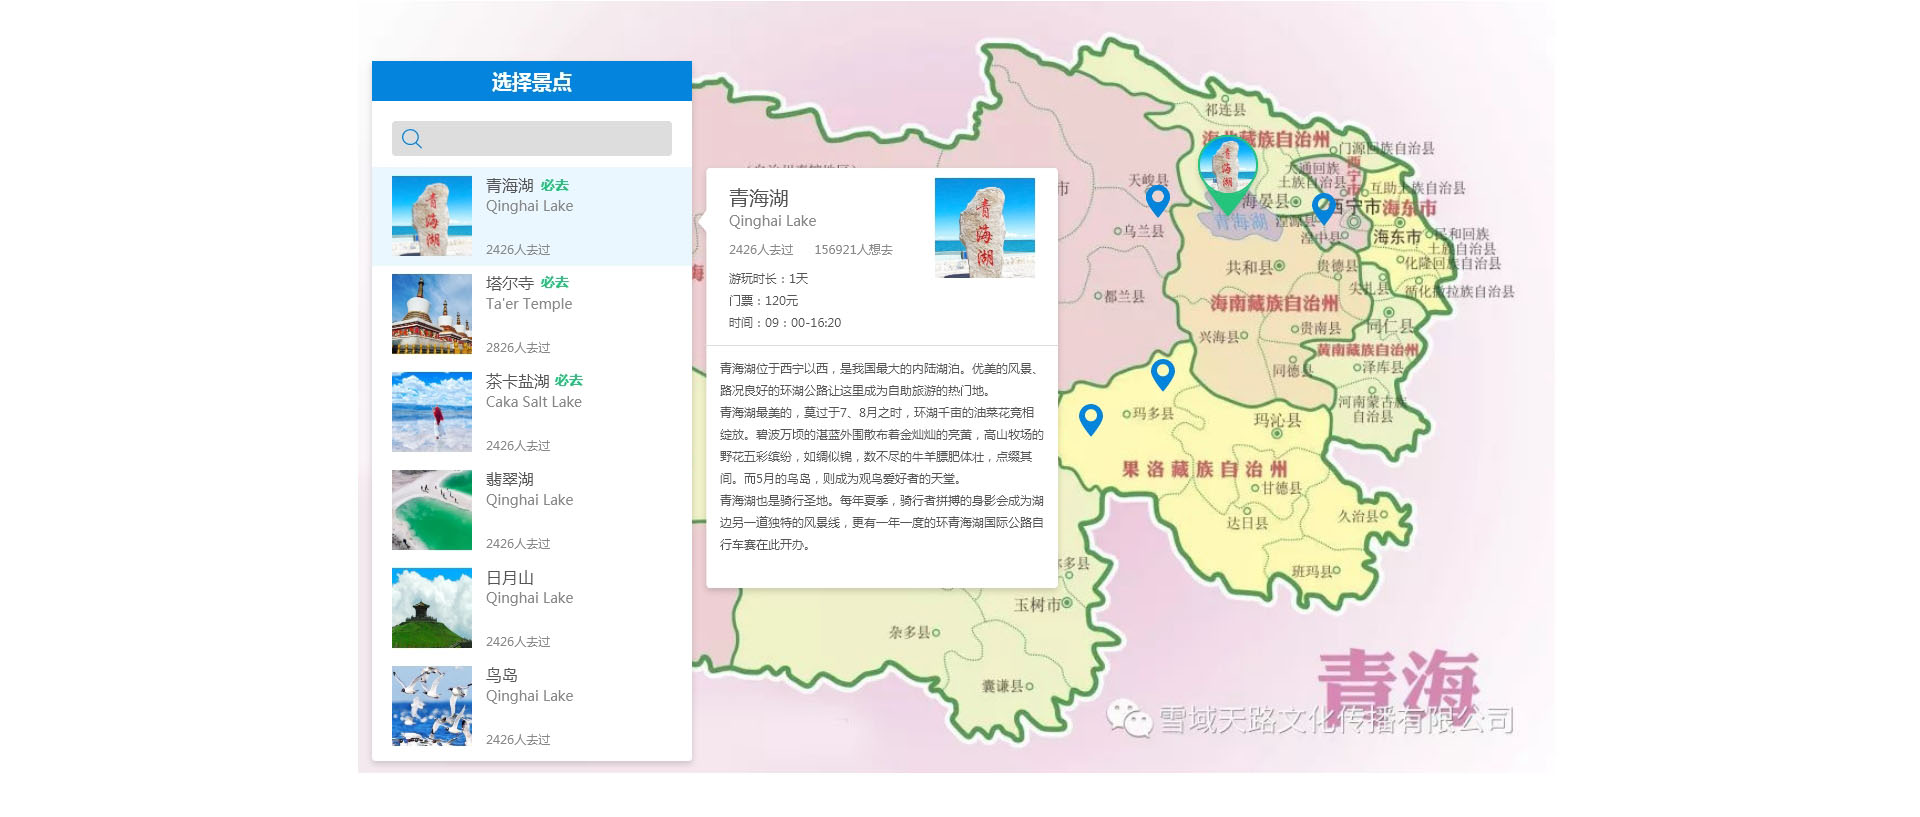 选择景点
青海湖 必去
Qinghai Lake
2426人去过
塔尔寺 必去
Ta'er Temple
2826人去过
茶卡盐湖 必去
Caka Salt Lake
2426人去过
翡翠湖
Qinghai Lake
2426人去过
日月山
Qinghai Lake
2426人去过
鸟岛
Qinghai Lake
2426人去过
青海湖
Qinghai Lake
2426人去过 156921人想去
游玩时长：1天
门票：120元
时间：09：00-16:20
青海湖
青海湖位于西宁以西，是我国最大的内陆湖泊。优美的风景、
路况良好的环湖公路让这里成为自助旅游的热门地。
青海湖最美的，莫过于7、8月之时，环湖千亩的油菜花竞相
绽放。碧波万顷的湛蓝外围散布着金灿灿的亮黄，高山牧场的
野花五彩缤纷，如绸似锦，数不尽的牛羊膘肥体壮，点缀其
间。而5月的鸟岛，则成为观鸟爱好者的天堂。
青海湖也是骑行圣地。每年夏季，骑行者拼搏的身影会成为湖
边另一道独特的风景线，更有一年一度的环青海湖国际公路自
行车赛在此开办。
祁连县
海北藏族自治州
门源回族自治县
青海湖
天峻县
大通回族
土族自治县
西宁市
互助土族自治县
海晏县
西宁市
海东市
青海湖
湟源县
湟中县
乌兰县
海东市
民和回族
土族自治县
化隆回族自治县
共和县
贵德县
尖扎县
循化撒拉族自治县
都兰县
海南藏族自治州
同仁县
兴海县
贵南县
黄南藏族自治州
同德县
泽库县
河南蒙古族
自治县
玛多县
玛沁县
果洛藏族自治州
甘德县
达日县
久治县
班玛县
玉树市
杂多县
囊谦县
青海
雪域天路文化传播有限公司